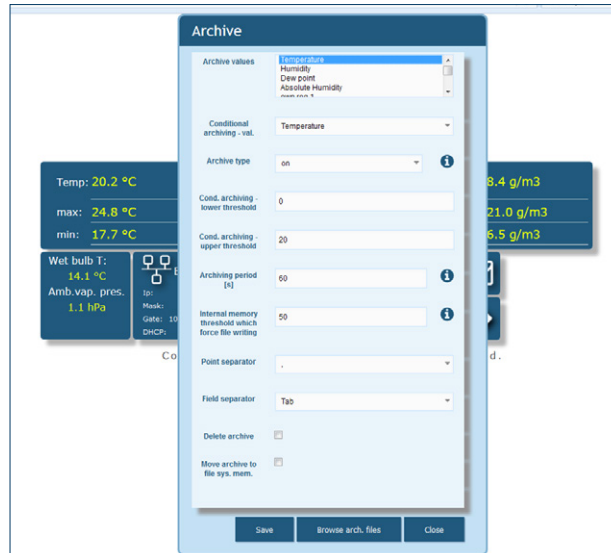 Archive
Archive values
Temperature
Humidity
Dew point
Absolute Humidity
Conditional archiving - val.
Temperature
Archive type
on
Cond. archiving - lower threshold
0
Cond. archiving - upper threshold
20
Archiving period [s]
60
Internal memory threshold which force file writing
50
Point separator
Field separator
Tab
Delete archive
Move archive to file sys. mem.
Save
Browse arch. files
Close
Temp: 20.2 °C
max: 24.8 °C
min: 17.7 °C
8.4 g/m3
21.0 g/m3
6.5 g/m3
Wet bulb T:
14.1 °C
Amb.vap. pres.
1.1 hPa
Ip:
Mask:
Gate: 10
DHCP:
Co
d.